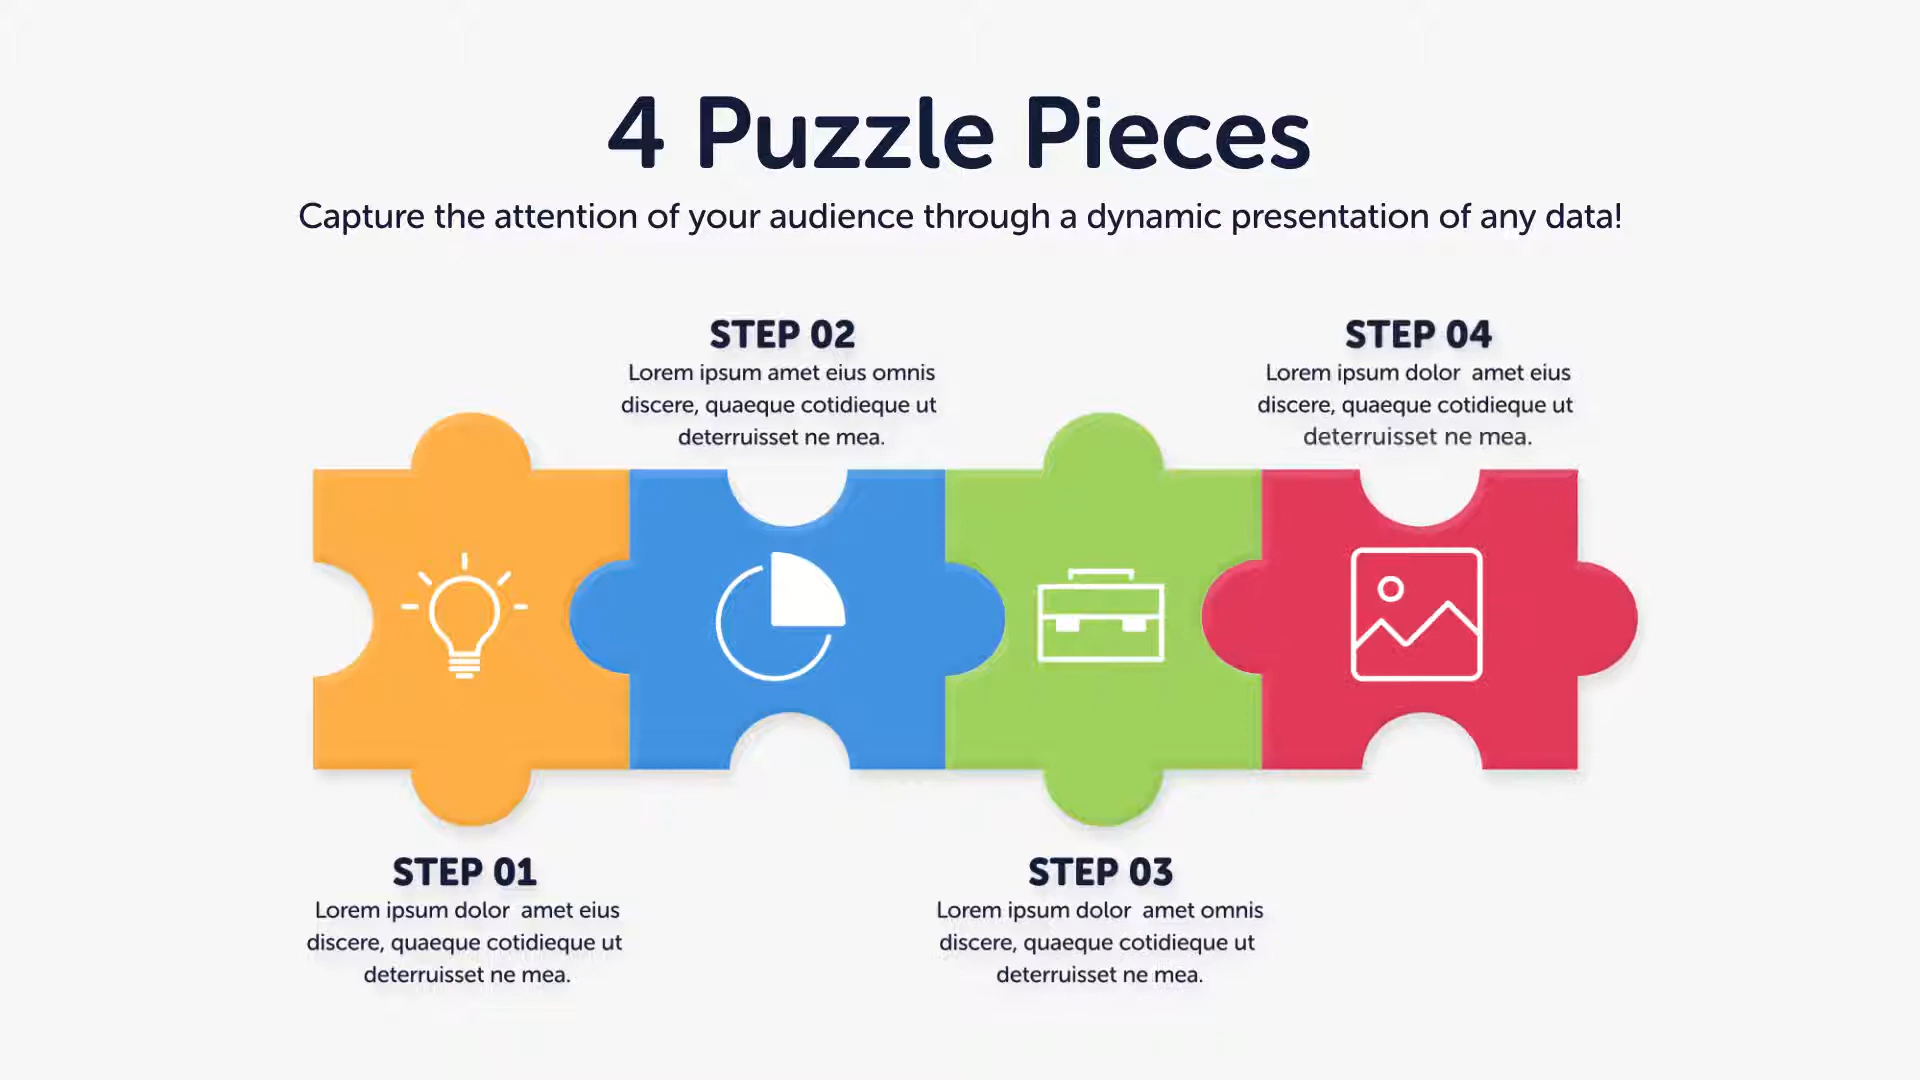 4 Puzzle Pieces
Capture the attention of your audience through a dynamic presentation of any data!
STEP 01
Lorem ipsum dolor  amet eius
discere, quaeque cotidieque ut
deterruisset ne mea.
STEP 02
Lorem ipsum amet eius omnis
discere, quaeque cotidieque ut
deterruisset ne mea.
STEP 03
Lorem ipsum dolor  amet omnis
discere, quaeque cotidieque ut
deterruisset ne mea.
STEP 04
Lorem ipsum dolor  amet eius
discere, quaeque cotidieque ut
deterruisset ne mea.